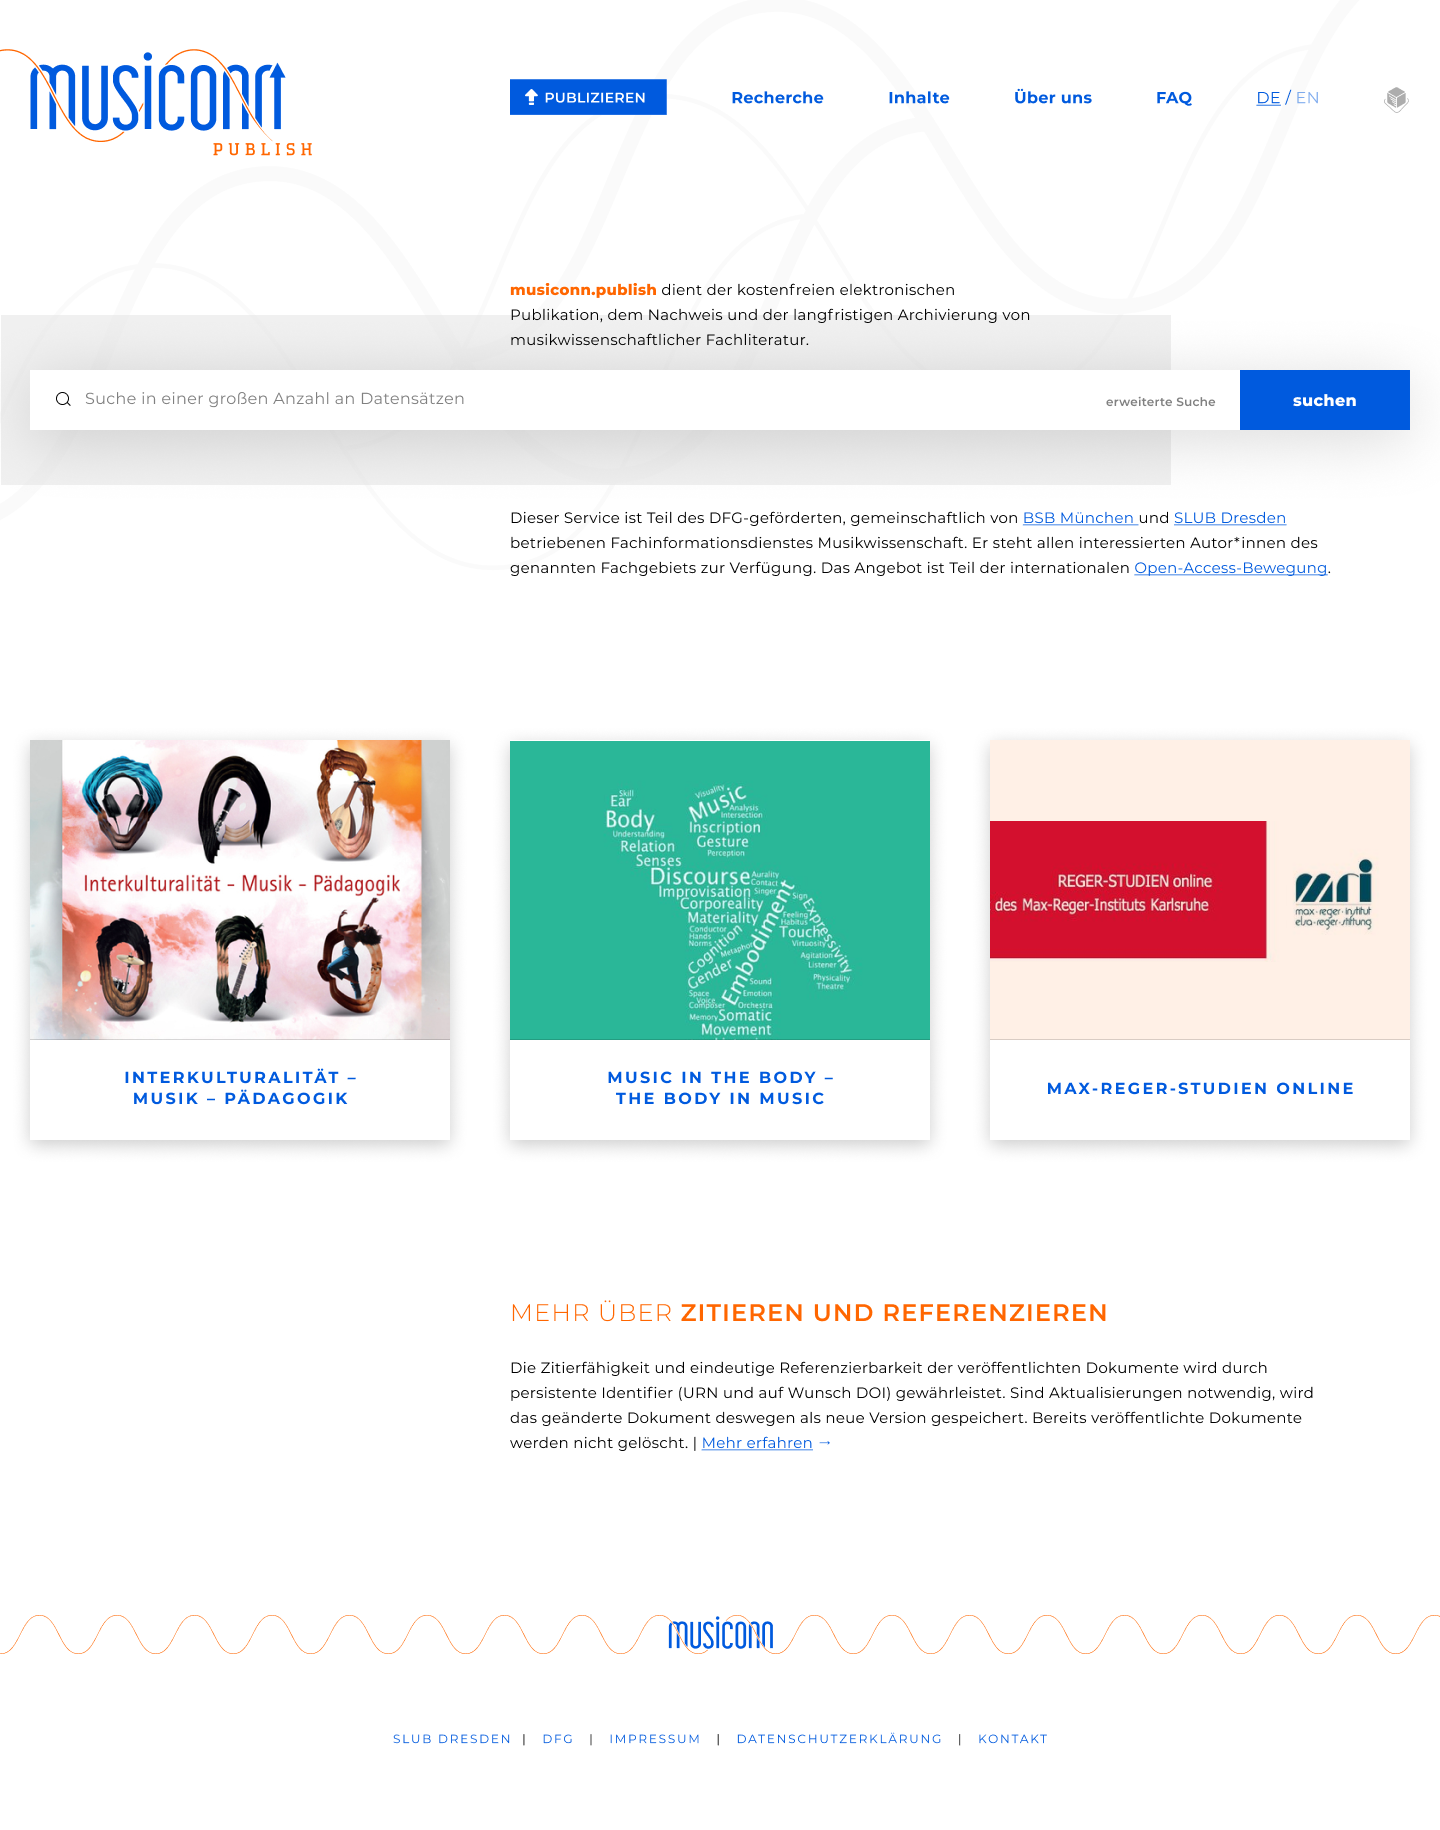 musiconn
PUBLISH
PUBLIZIEREN
Recherche
Inhalte
Über uns
FAQ
DE / EN
musiconn.publish dient der kostenfreien elektronischen
Publikation, dem Nachweis und der langfristigen Archivierung von
musikwissenschaftlicher Fachliteratur.
Suche in einer großen Anzahl an Datensätzen
erweiterte Suche
suchen
Dieser Service ist Teil des DFG-geförderten, gemeinschaftlich von BSB München und SLUB Dresden
betriebenen Fachinformationsdienstes Musikwissenschaft. Er steht allen interessierten Autor*innen des
genannten Fachgebiets zur Verfügung. Das Angebot ist Teil der internationalen Open-Access-Bewegung.
Interkulturalität - Musik - Pädagogik
INTERKULTURALITÄT –
MUSIK – PÄDAGOGIK
Skill
Ear
Body
Understanding
Relation
Senses
Visuality
Music
Analysis
Intersection
Inscription
Gesture
Perception
Discourse
Aurality
Contact
Singer
Improvisation
Corporeality
Materiality
Sign
Feeling
Habitus
Touch
Virtuosity
Expressivity
Conductor
Hands
Norms
Cognition
Metaphor
Gender
Embodiment
Agitation
Listener
Physicality
Theatre
Sound
Space
Voice
Emotion
Composer
Orchestra
Memory
Somatic
Movement
MUSIC IN THE BODY –
THE BODY IN MUSIC
REGER-STUDIEN online
des Max-Reger-Instituts Karlsruhe
mri
max-reger-institut
elsa-reger-stiftung
MAX-REGER-STUDIEN ONLINE
MEHR ÜBER ZITIEREN UND REFERENZIEREN
Die Zitierfähigkeit und eindeutige Referenzierbarkeit der veröffentlichten Dokumente wird durch
persistente Identifier (URN und auf Wunsch DOI) gewährleistet. Sind Aktualisierungen notwendig, wird
das geänderte Dokument deswegen als neue Version gespeichert. Bereits veröffentlichte Dokumente
werden nicht gelöscht. | Mehr erfahren →
musiconn
SLUB DRESDEN | DFG | IMPRESSUM | DATENSCHUTZERKLÄRUNG | KONTAKT